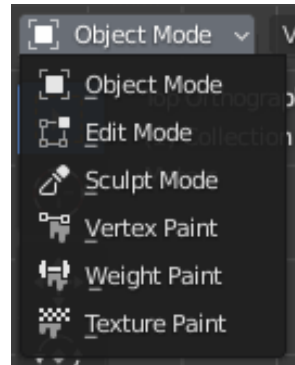 Object Mode
Object Mode
Edit Mode
Sculpt Mode
Vertex Paint
Weight Paint
Texture Paint